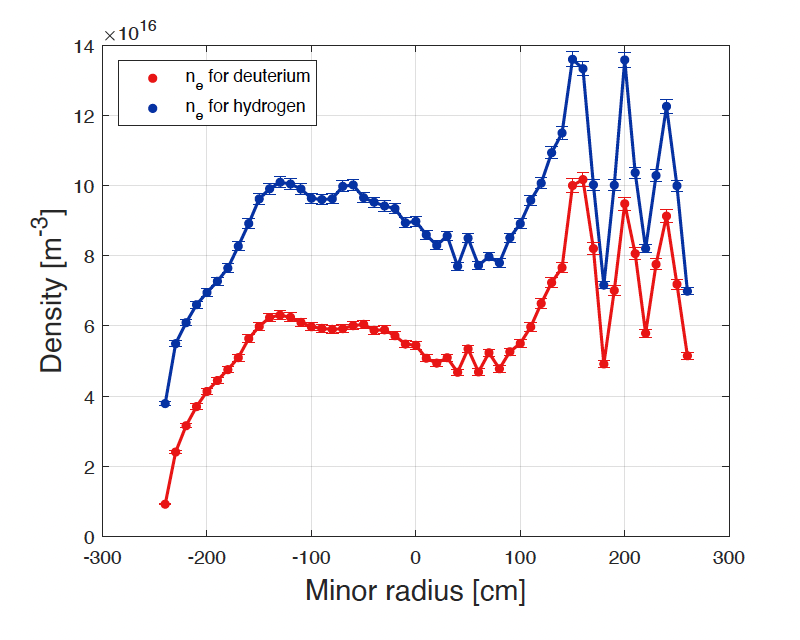 ×10^16
14
12
10
8
6
4
2
0
Density [m^-3]
n_e for deuterium
n_e for hydrogen
-300 -200 -100 0 100 200 300
Minor radius [cm]